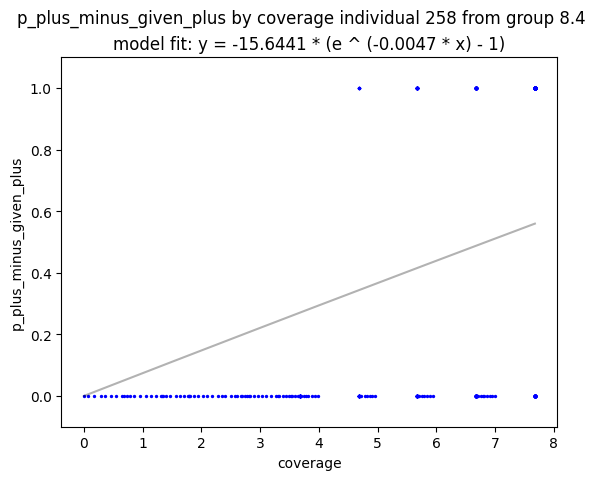 p_plus_minus_given_plus by coverage individual 258 from group 8.4
model fit: y = -15.6441 * (e ^ (-0.0047 * x) - 1)
1.0
0.8
0.6
0.4
0.2
0.0
p_plus_minus_given_plus
0 1 2 3 4 5 6 7 8
coverage